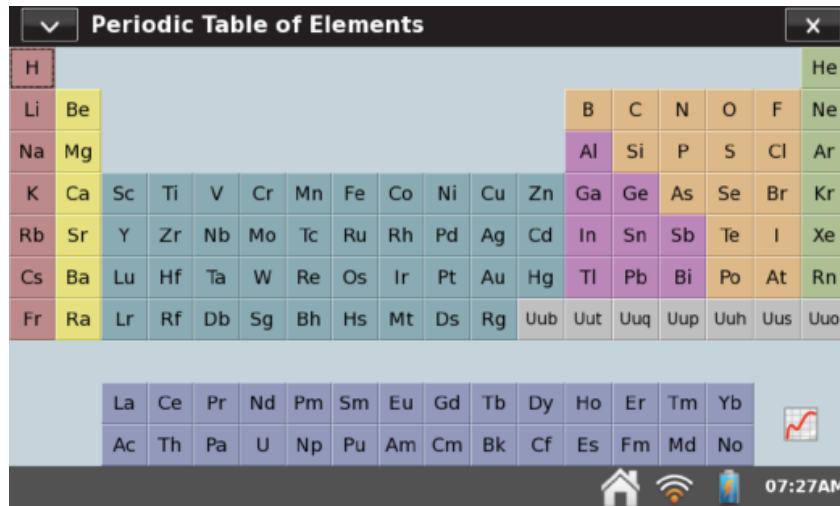 Periodic Table of Elements
H He
Li Be B C N O F Ne
Na Mg Al Si P S Cl Ar
K Ca Sc Ti V Cr Mn Fe Co Ni Cu Zn Ga Ge As Se Br Kr
Rb Sr Y Zr Nb Mo Tc Ru Rh Pd Ag Cd In Sn Sb Te I Xe
Cs Ba Lu Hf Ta W Re Os Ir Pt Au Hg Tl Pb Bi Po At Rn
Fr Ra Lr Rf Db Sg Bh Hs Mt Ds Rg Uub Uut Uuq Uup Uuh Uus Uuo
La Ce Pr Nd Pm Sm Eu Gd Tb Dy Ho Er Tm Yb
Ac Th Pa U Np Pu Am Cm Bk Cf Es Fm Md No
07:27AM